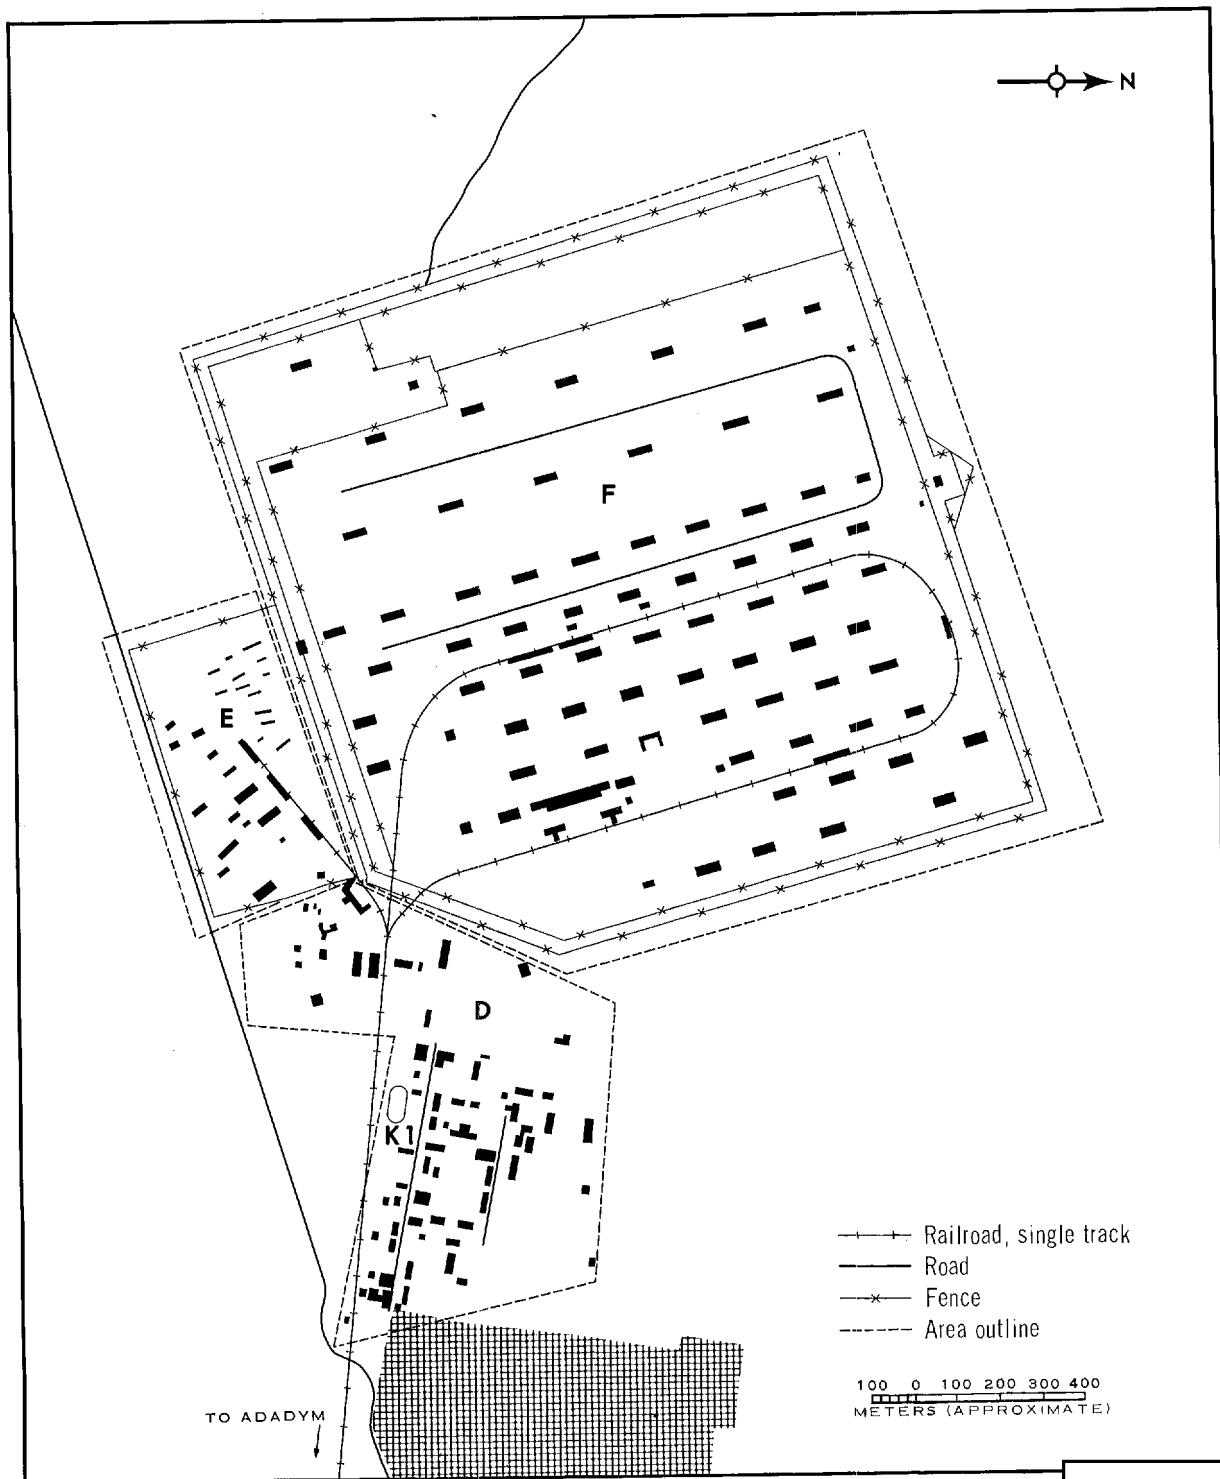 N
F
E
D
K1
Railroad, single track
Road
Fence
Area outline
100 0 100 200 300 400
METERS (APPROXIMATE)
TO ADADYM